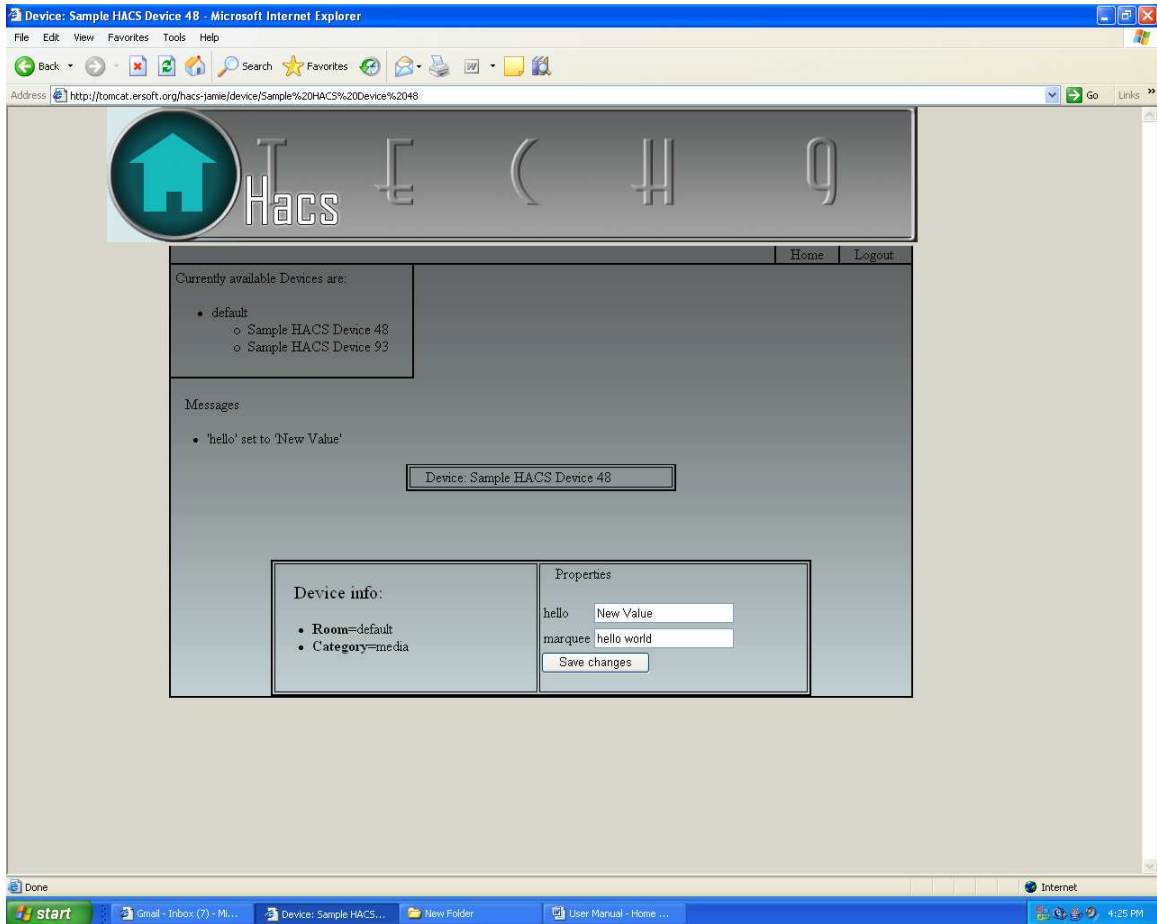 Device: Sample HACS Device 48 - Microsoft Internet Explorer
File Edit View Favorites Tools Help
Back Search Favorites
Address http://tomcat.ersoft.org/hacs-jamie/device/Sample%20HACS%20Device%2048 Go Links »
T E C H 9
Hacs
Home Logout
Currently available Devices are:
• default
o Sample HACS Device 48
o Sample HACS Device 93
Messages
• 'hello' set to 'New Value'
Device: Sample HACS Device 48
Device info:
• Room=default
• Category=media
Properties
hello New Value
marquee hello world
Save changes
Done Internet
start Gmail - Inbox (7) - Mi... Device: Sample HACS... New Folder User Manual - Home ... 4:25 PM